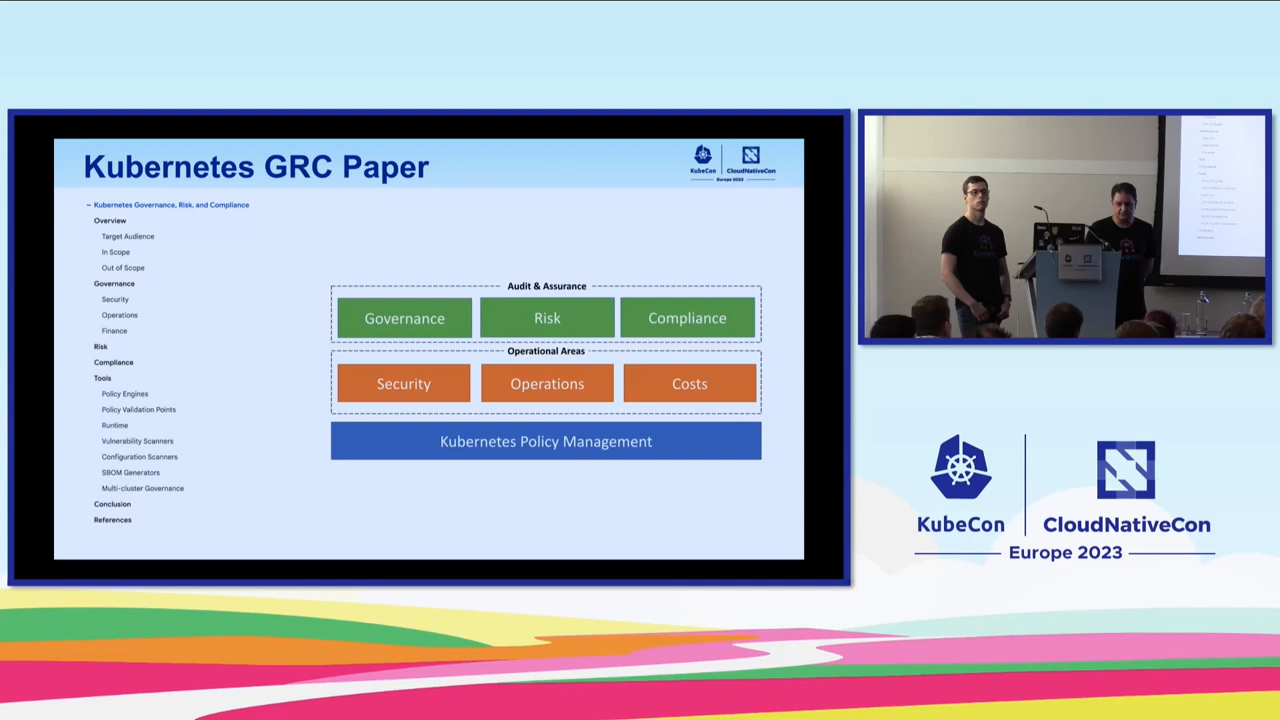 Kubernetes GRC Paper
KubeCon
CloudNativeCon
Europe 2023
– Kubernetes Governance, Risk, and Compliance
Overview
Target Audience
In Scope
Out of Scope
Governance
Security
Operations
Finance
Risk
Compliance
Tools
Policy Engines
Policy Validation Points
Runtime
Vulnerability Scanners
Configuration Scanners
SBOM Generators
Multi-cluster Governance
Conclusion
References
Audit & Assurance
Governance
Risk
Compliance
Operational Areas
Security
Operations
Costs
Kubernetes Policy Management
KubeCon
CloudNativeCon
Europe 2023